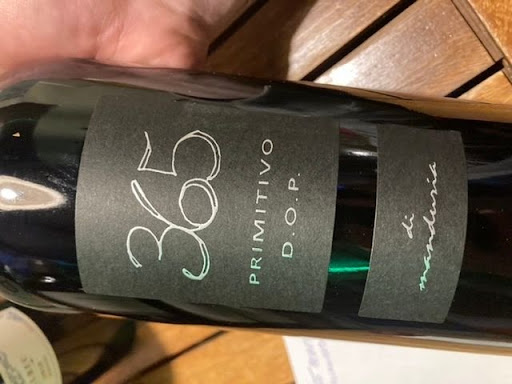 365
PRIMITIVO
D.O.P.
di
manduria